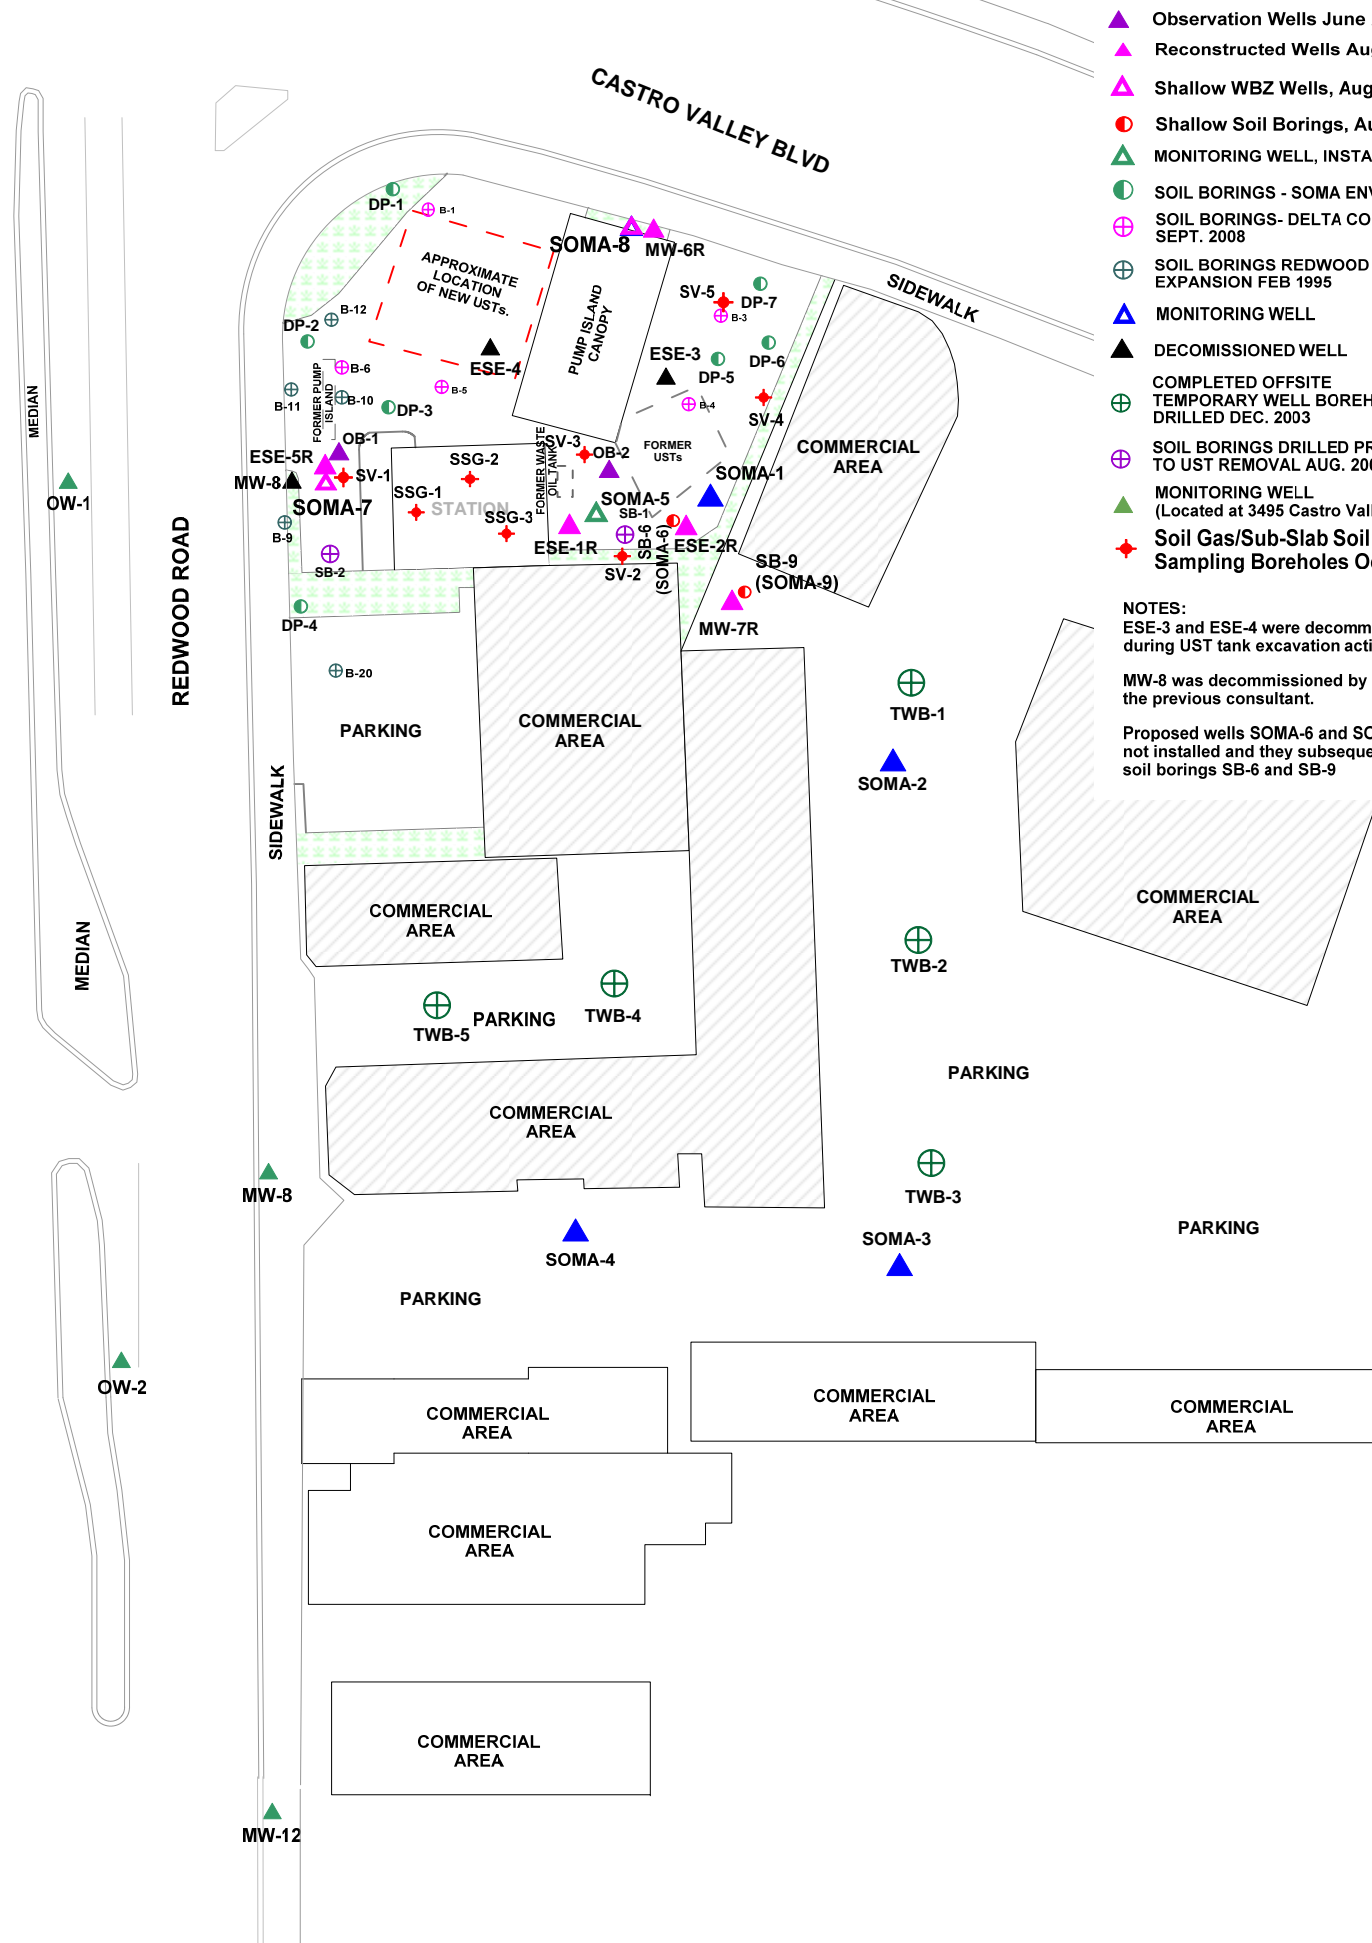 Observation Wells June
Reconstructed Wells Au
Shallow WBZ Wells, Aug
Shallow Soil Borings, Au
MONITORING WELL, INSTA
SOIL BORINGS - SOMA EN
SOIL BORINGS- DELTA CO
SEPT. 2008
SOIL BORINGS REDWOOD
EXPANSION FEB 1995
MONITORING WELL
DECOMISSIONED WELL
COMPLETED OFFSITE
TEMPORARY WELL BOREH
DRILLED DEC. 2003
SOIL BORINGS DRILLED PR
TO UST REMOVAL AUG. 20
MONITORING WELL
(Located at 3495 Castro Val
Soil Gas/Sub-Slab Soil
Sampling Boreholes O
NOTES:
ESE-3 and ESE-4 were decomm
during UST tank excavation acti
MW-8 was decommissioned by
the previous consultant.
Proposed wells SOMA-6 and SO
not installed and they subseque
soil borings SB-6 and SB-9
CASTRO VALLEY BLVD
SIDEWALK
DP-1
B-1
SOMA-8
MW-6R
APPROXIMATE
LOCATION
OF NEW USTs.
PUMP ISLAND
CANOPY
SV-5
DP-7
B-3
B-12
DP-2
ESE-3
DP-6
DP-5
ESE-4
B-6
B-5
B-11
B-10
FORMER PUMP
ISLAND
DP-3
B-4
SV-4
MEDIAN
OB-1
ESE-5R
SV-3
OB-2
FORMER
USTs
COMMERCIAL
AREA
MW-8
SV-1
SSG-2
FORMER WASTE
OIL TANK
SOMA-1
OW-1
SOMA-7
SSG-1
STATION
SSG-3
SOMA-5
SB-1
B-9
ESE-1R
SB-6
(SOMA-6)
ESE-2R
SB-2
SV-2
SB-9
(SOMA-9)
REDWOOD ROAD
DP-4
MW-7R
B-20
PARKING
COMMERCIAL
AREA
TWB-1
SIDEWALK
SOMA-2
COMMERCIAL
AREA
COMMERCIAL
AREA
MEDIAN
TWB-2
TWB-5
PARKING
TWB-4
PARKING
COMMERCIAL
AREA
MW-8
TWB-3
SOMA-4
SOMA-3
PARKING
PARKING
OW-2
COMMERCIAL
AREA
COMMERCIAL
AREA
COMMERCIAL
AREA
COMMERCIAL
AREA
COMMERCIAL
AREA
MW-12